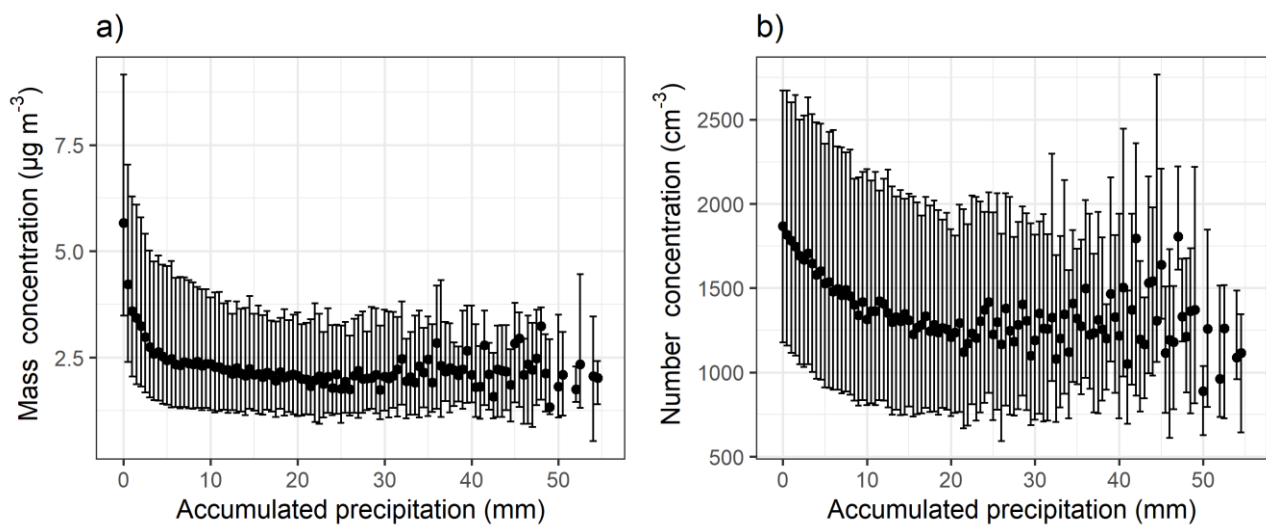 a)
Mass concentration (µg m⁻³)
7.5
5.0
2.5
0 10 20 30 40 50
Accumulated precipitation (mm)
b)
Number concentration (cm⁻³)
2500
2000
1500
1000
500
0 10 20 30 40 50
Accumulated precipitation (mm)